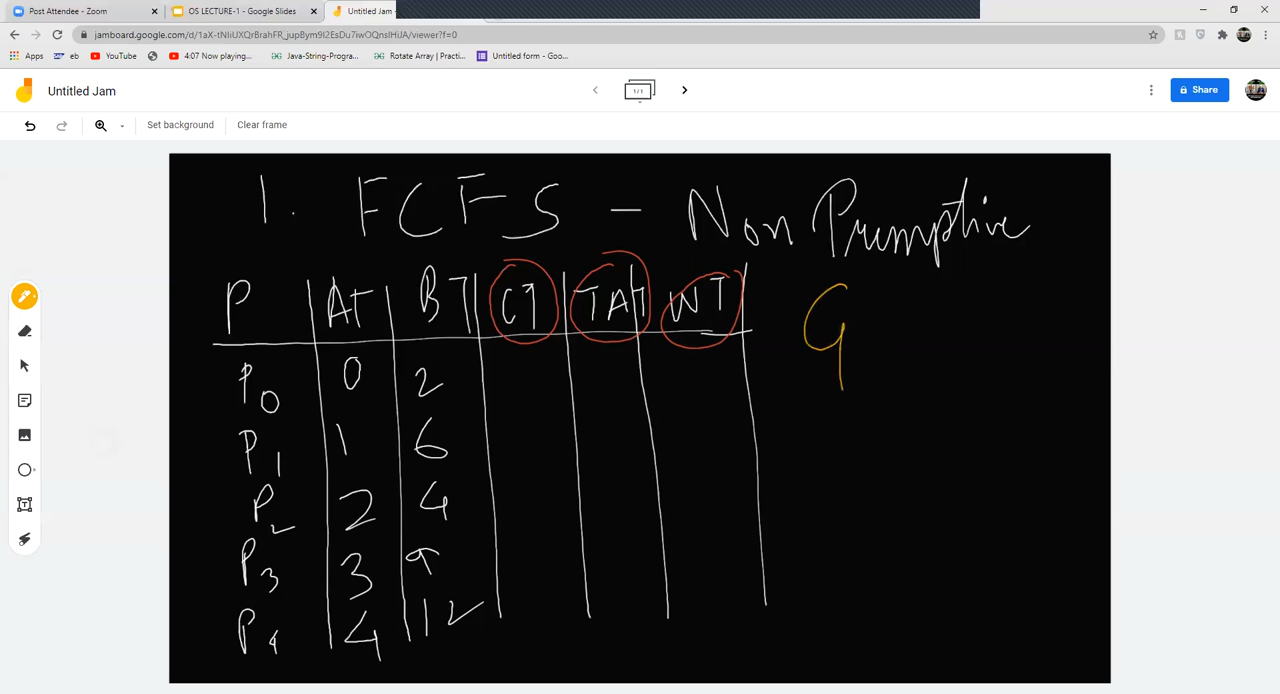 Post Attendee - Zoom
OS LECTURE-1 - Google Slides
Untitled Jam -
jamboard.google.com/d/1aX-tNIiUXQrBrahFR_jupBym9I2EsDu7iwOQnsIHiJA/viewer?f=0
Apps
eb
YouTube
4:07 Now playing...
Java-String-Progra...
Rotate Array | Practi...
Untitled form - Goo...
Untitled Jam
1/1
Share
Set background
Clear frame
1. FCFS - Non Prumptive
P AT BT CT TAT WT
G
P0 0 2
P1 1 6
P2 2 4
P3 3 9
P4 4 12